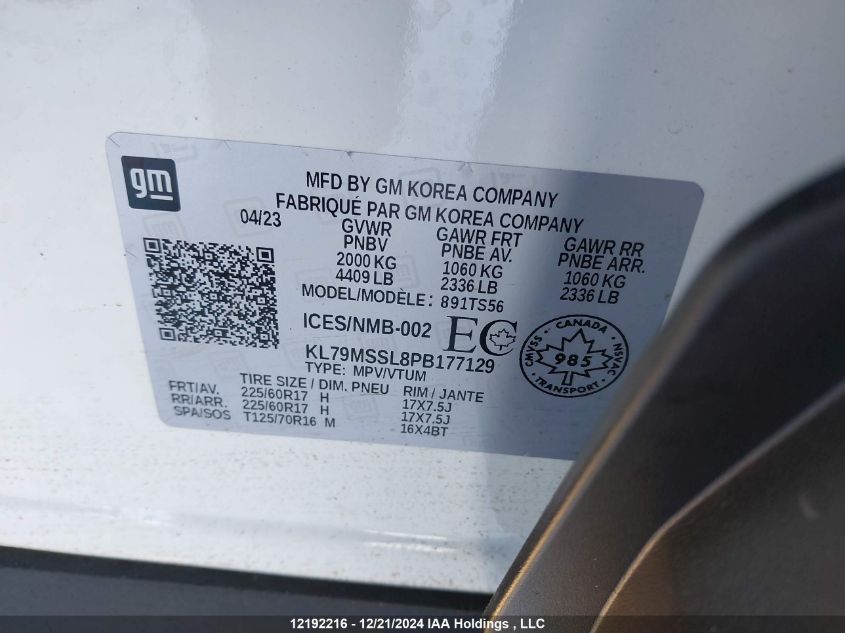 gm
MFD BY GM KOREA COMPANY
FABRIQUÉ PAR GM KOREA COMPANY
04/23
GVWR GAWR FRT GAWR RR
PNBV PNBE AV. PNBE ARR.
2000 KG 1060 KG 1060 KG
4409 LB 2336 LB 2336 LB
MODEL/MODÈLE: 891TS56
ICES/NMB-002 EC
CANADA
CMVSS 985 NSVAC
TRANSPORT
KL79MSSL8PB177129
TYPE: MPV/VTUM
TIRE SIZE / DIM. PNEU RIM / JANTE
FRT/AV. 225/60R17 H 17X7.5J
RR/ARR. 225/60R17 H 17X7.5J
SPA/SOS T125/70R16 M 16X4BT
12192216 - 12/21/2024 IAA Holdings , LLC